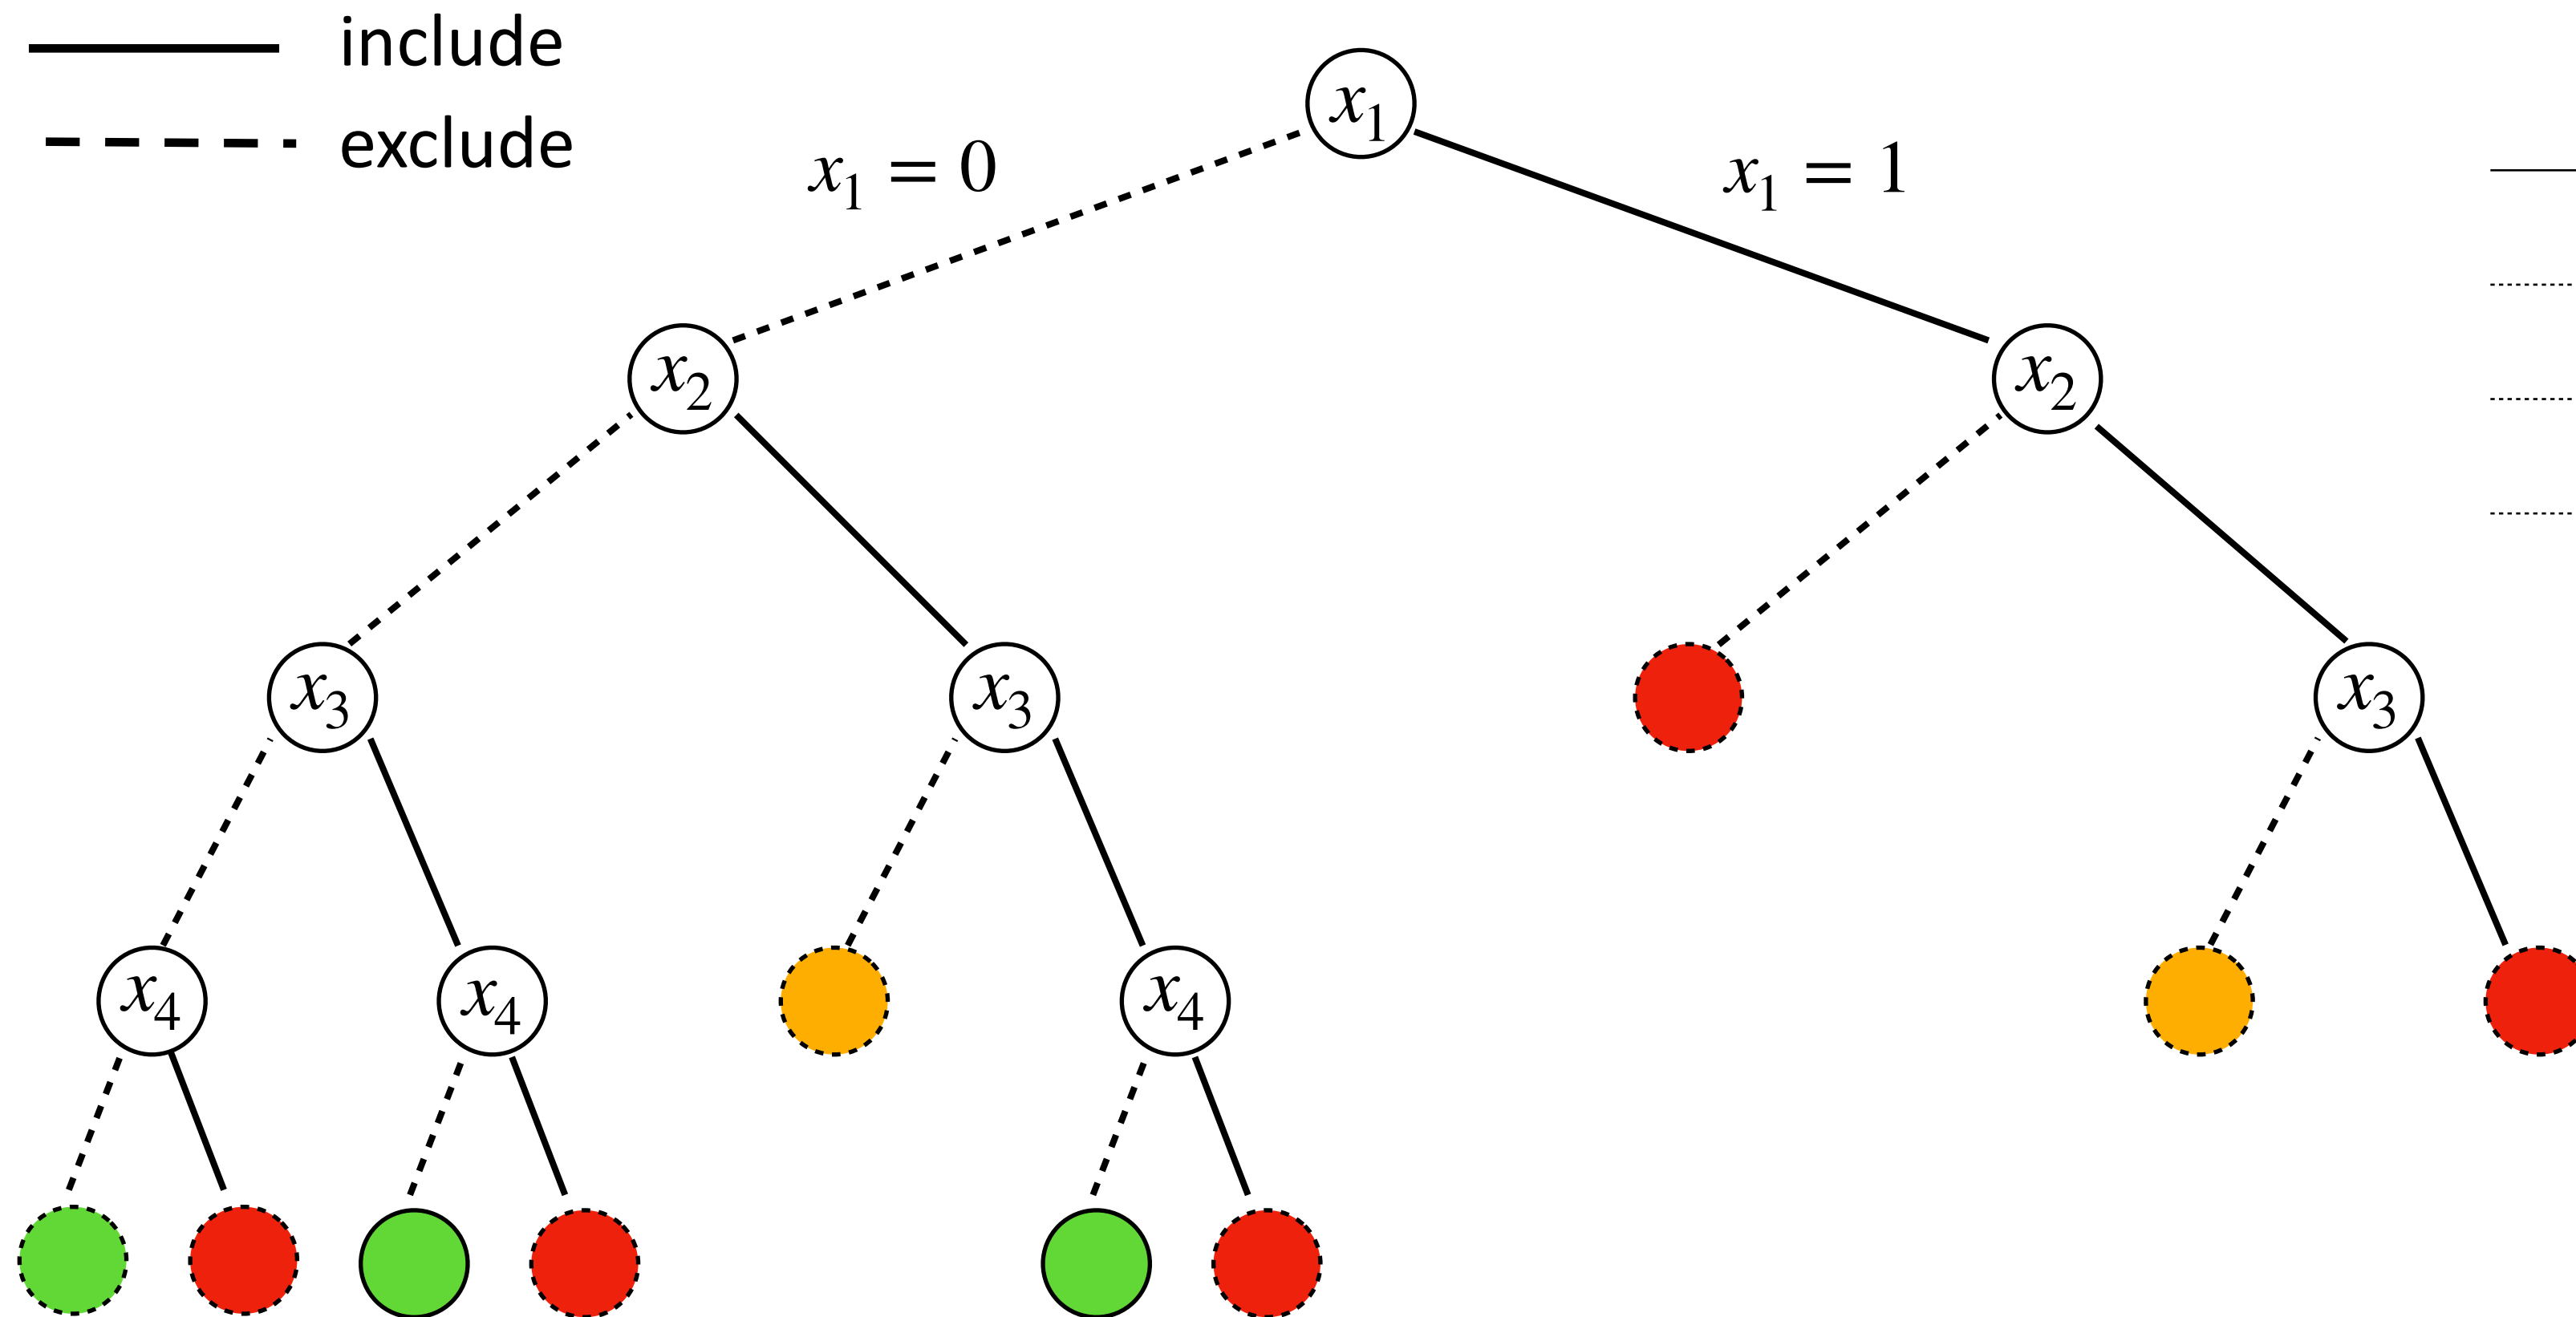 include
exclude
x₁
x₁ = 0
x₁ = 1
x₂
x₂
x₃
x₃
x₃
x₄
x₄
x₄